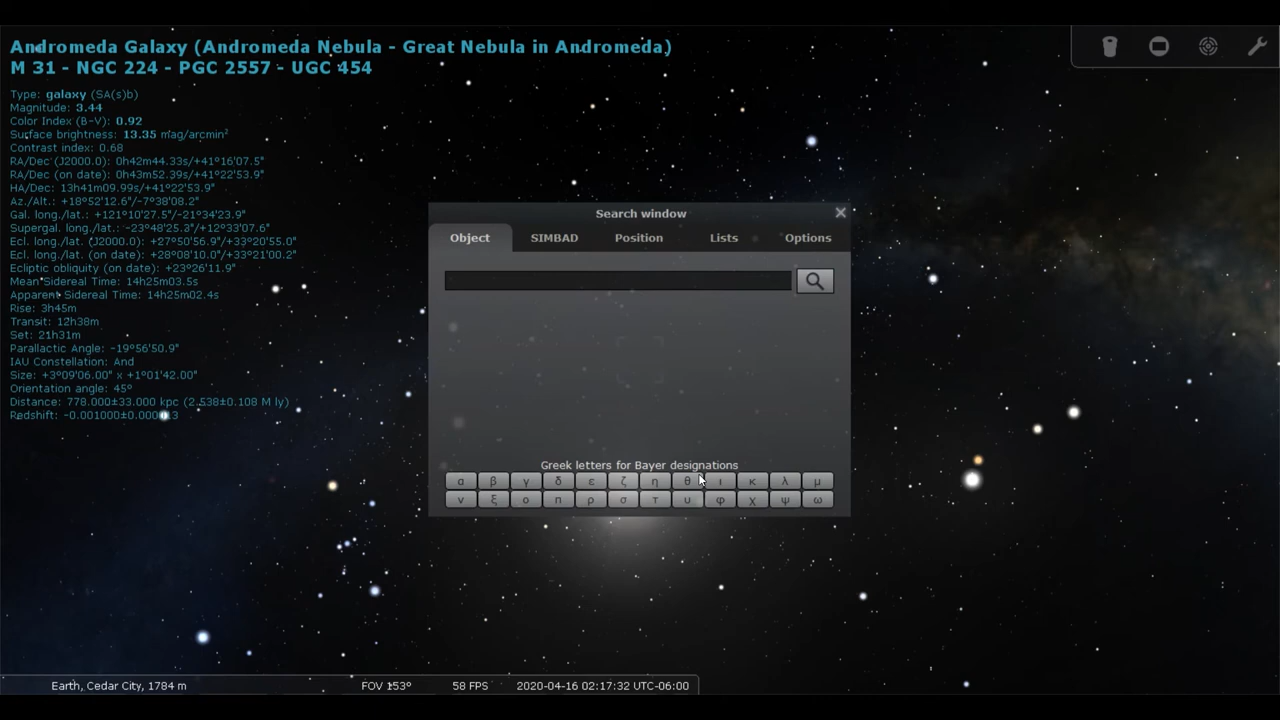 Andromeda Galaxy (Andromeda Nebula - Great Nebula in Andromeda)
M 31 - NGC 224 - PGC 2557 - UGC 454
Type: galaxy (SA(s)b)
Magnitude: 3.44
Color Index (B-V): 0.92
Surface brightness: 13.35 mag/arcmin²
Contrast index: 0.68
RA/Dec (J2000.0): 0h42m44.33s/+41°16'07.5"
RA/Dec (on date): 0h43m52.39s/+41°22'53.9"
HA/Dec: 13h41m09.99s/+41°22'53.9"
Az./Alt.: +18°52'12.6"/-7°38'08.2"
Gal. long./lat.: +121°10'27.5"/-21°34'23.9"
Supergal. long./lat.: -23°48'25.3"/+12°33'07.6"
Ecl. long./lat. (J2000.0): +27°50'56.9"/+33°20'55.0"
Ecl. long./lat. (on date): +28°08'10.0"/+33°21'00.2"
Ecliptic obliquity (on date): +23°26'11.9"
Mean Sidereal Time: 14h25m03.5s
Apparent Sidereal Time: 14h25m02.4s
Rise: 3h45m
Transit: 12h38m
Set: 21h31m
Parallactic Angle: -19°56'50.9"
IAU Constellation: And
Size: +3°09'06.00" x +1°01'42.00"
Orientation angle: 45°
Distance: 778.000±33.000 kpc (2.538±0.108 M ly)
Redshift: -0.001000±0.000013
Search window
Object SIMBAD Position Lists Options
Greek letters for Bayer designations
α β γ δ ε ζ η θ ι κ λ μ
ν ξ ο π ρ σ τ υ φ χ ψ ω
Earth, Cedar City, 1784 m FOV 153° 58 FPS 2020-04-16 02:17:32 UTC-06:00